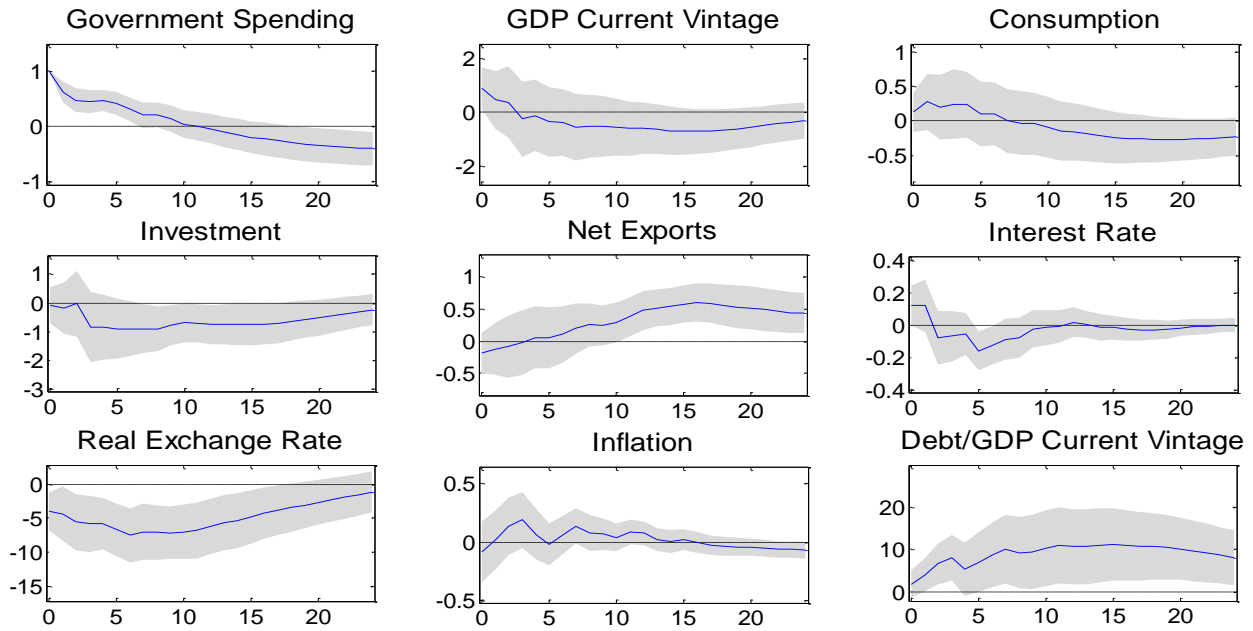 Government Spending
GDP Current Vintage
Consumption
1
0
-1
0 5 10 15 20
2
0
-2
0 5 10 15 20
1
0.5
0
-0.5
0 5 10 15 20
Investment
Net Exports
Interest Rate
1
0
-1
-2
-3
0 5 10 15 20
1
0.5
0
-0.5
0 5 10 15 20
0.4
0.2
0
-0.2
-0.4
0 5 10 15 20
Real Exchange Rate
Inflation
Debt/GDP Current Vintage
0
-5
-10
-15
0 5 10 15 20
0.5
0
-0.5
0 5 10 15 20
20
10
0
0 5 10 15 20